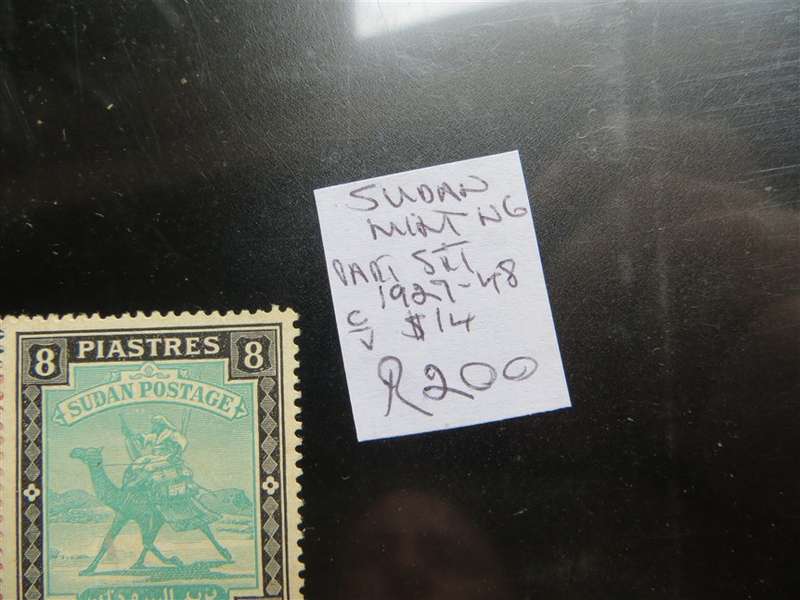 SUDAN
MINT NG
PART SET
1927-48
C/V $14
R200
8 PIASTRES 8
SUDAN POSTAGE